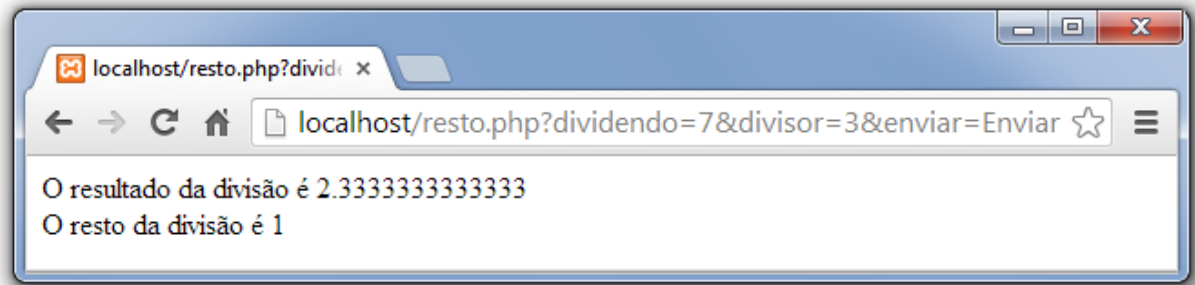 localhost/resto.php?divid
localhost/resto.php?dividendo=7&divisor=3&enviar=Enviar
O resultado da divisão é 2.3333333333333
O resto da divisão é 1